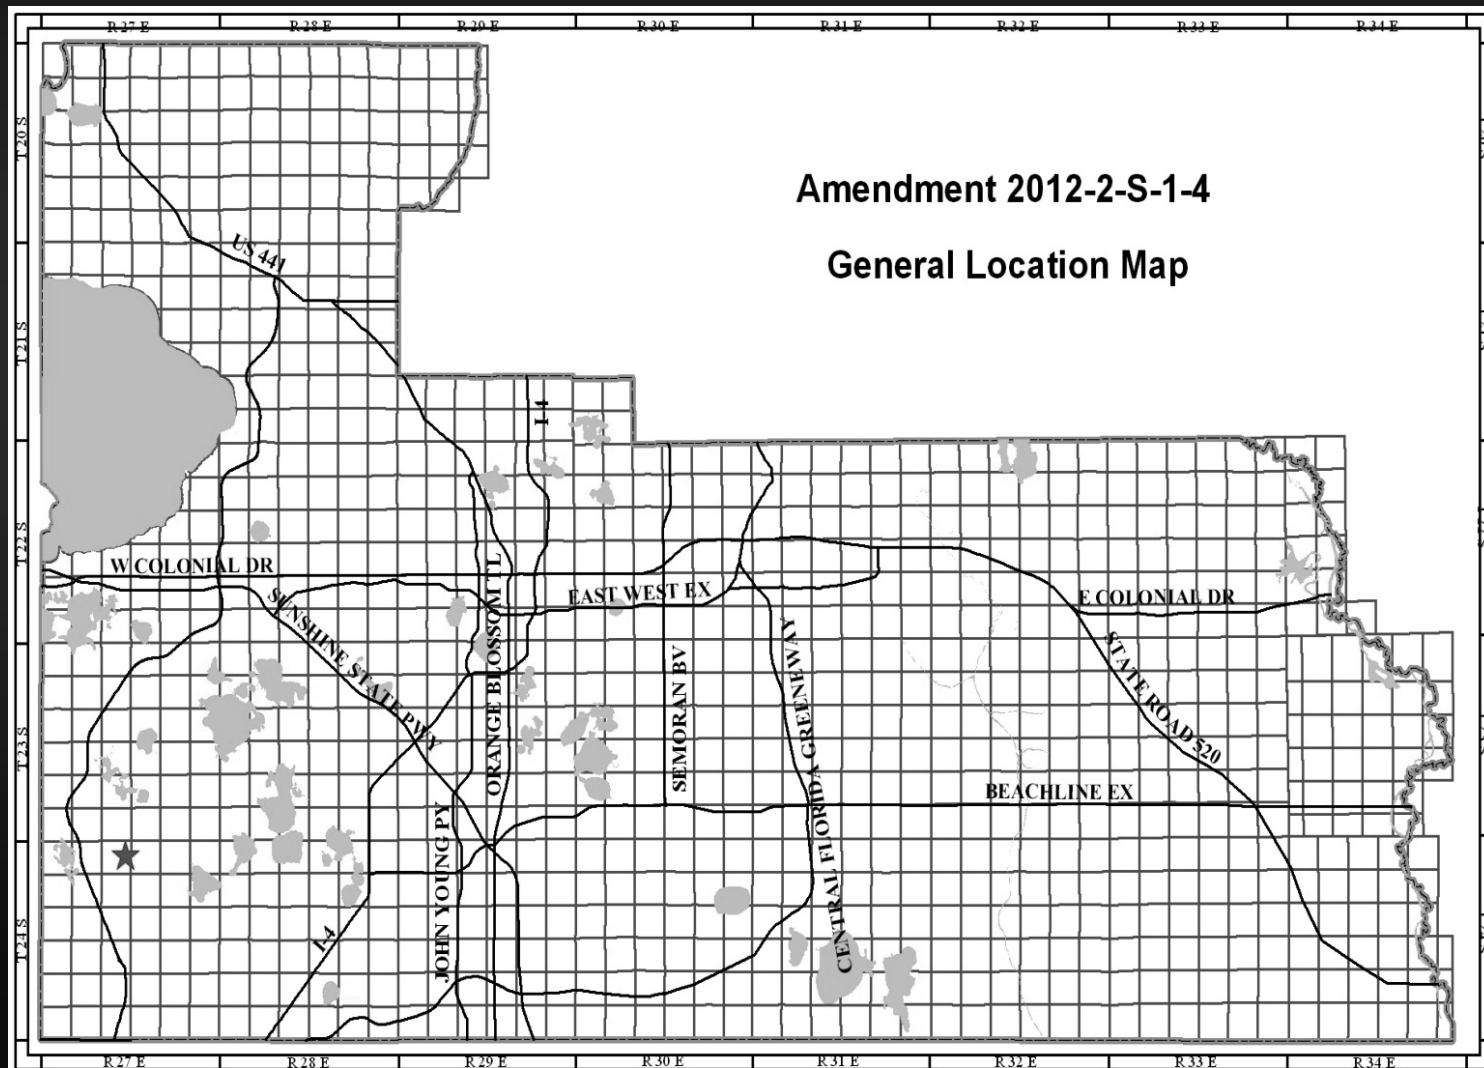 R 27 E
R 28 E
R 29 E
R 30 E
R 31 E
R 32 E
R 33 E
R 34 E
T 20 S
Amendment 2012-2-S-1-4
General Location Map
US 441
T 21 S
I-4
T 22 S
W COLONIAL DR
EAST WEST EX
E COLONIAL DR
SUNSHINE STATE PWY
ORANGE BLOSSOM TL
SEMORAN BV
CENTRAL FLORIDA GREENEWAY
STATE ROAD 520
T 23 S
BEACHLINE EX
JOHN YOUNG PY
I-4
T 24 S
R 27 E
R 28 E
R 29 E
R 30 E
R 31 E
R 32 E
R 33 E
R 34 E